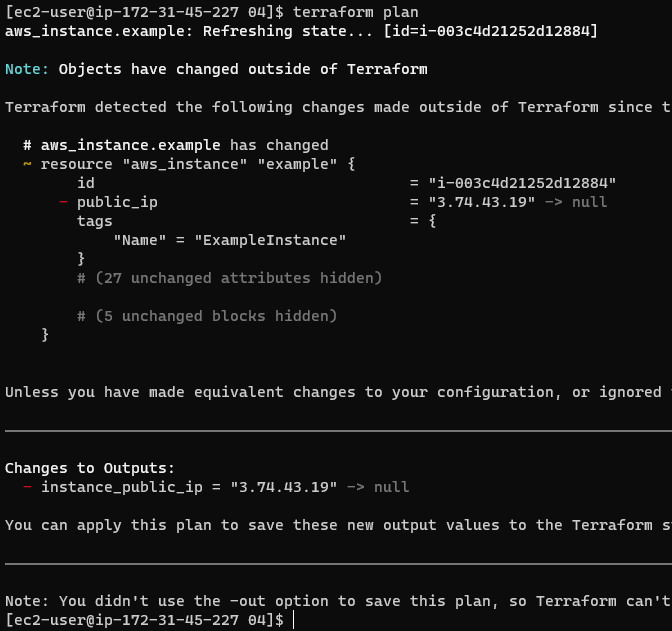 [ec2-user@ip-172-31-45-227 04]$ terraform plan
aws_instance.example: Refreshing state... [id=i-003c4d21252d12884]
Note: Objects have changed outside of Terraform
Terraform detected the following changes made outside of Terraform since
# aws_instance.example has changed
~ resource "aws_instance" "example" {
id = "i-003c4d21252d12884"
- public_ip = "3.74.43.19" -> null
tags = {
"Name" = "ExampleInstance"
}
# (27 unchanged attributes hidden)
# (5 unchanged blocks hidden)
}
Unless you have made equivalent changes to your configuration, or ignored
Changes to Outputs:
- instance_public_ip = "3.74.43.19" -> null
You can apply this plan to save these new output values to the Terraform
Note: You didn't use the -out option to save this plan, so Terraform can't
[ec2-user@ip-172-31-45-227 04]$